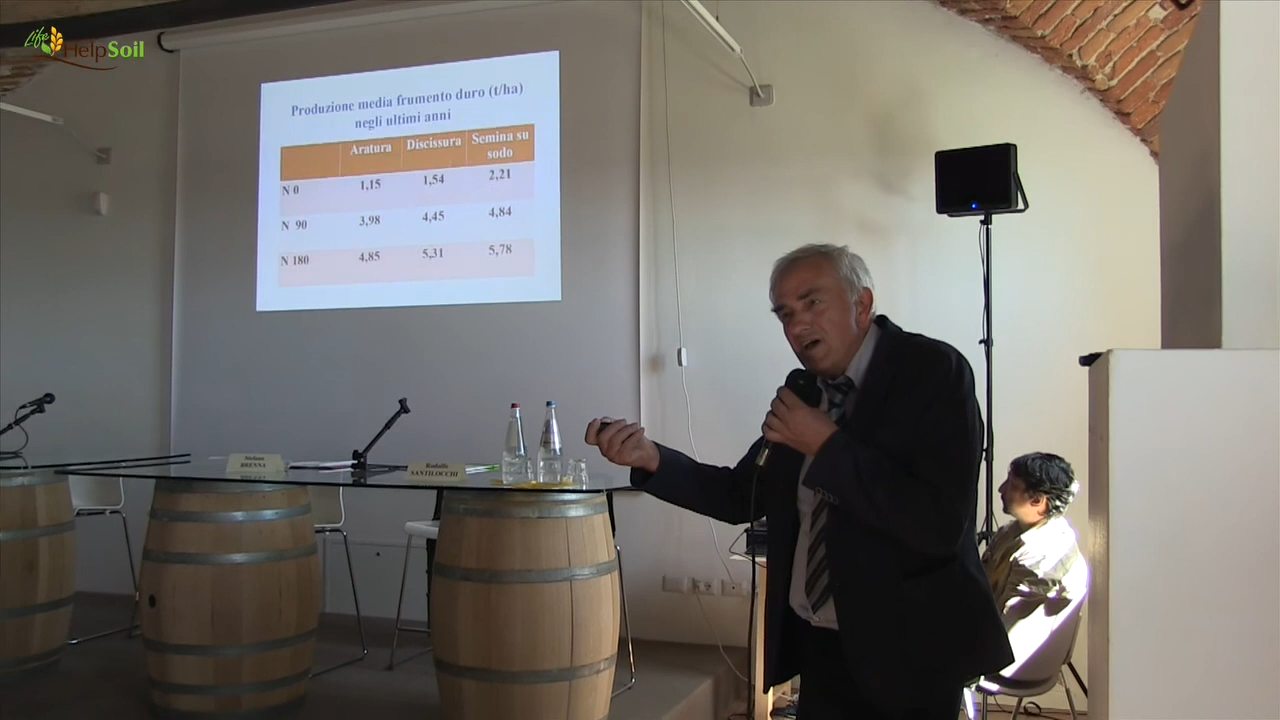 Life HelpSoil
Produzione media frumento duro (t/ha)
negli ultimi anni
Aratura Discissura Semina su
sodo
N 0 1,15 1,54 2,21
N 90 3,98 4,45 4,84
N 180 4,85 5,31 5,78
Stefano
BRENNA
Rodolfo
SANTILOCCHI